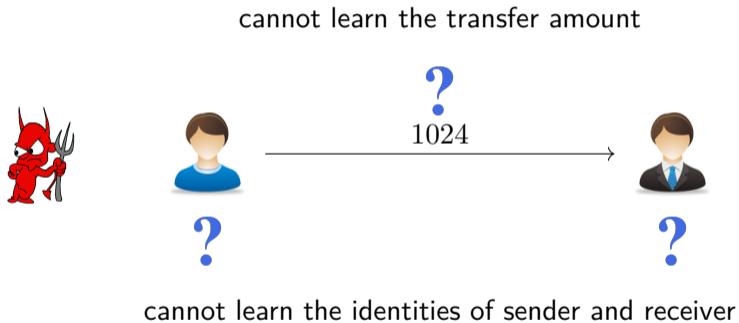 cannot learn the transfer amount
?
1024
? ?
cannot learn the identities of sender and receiver